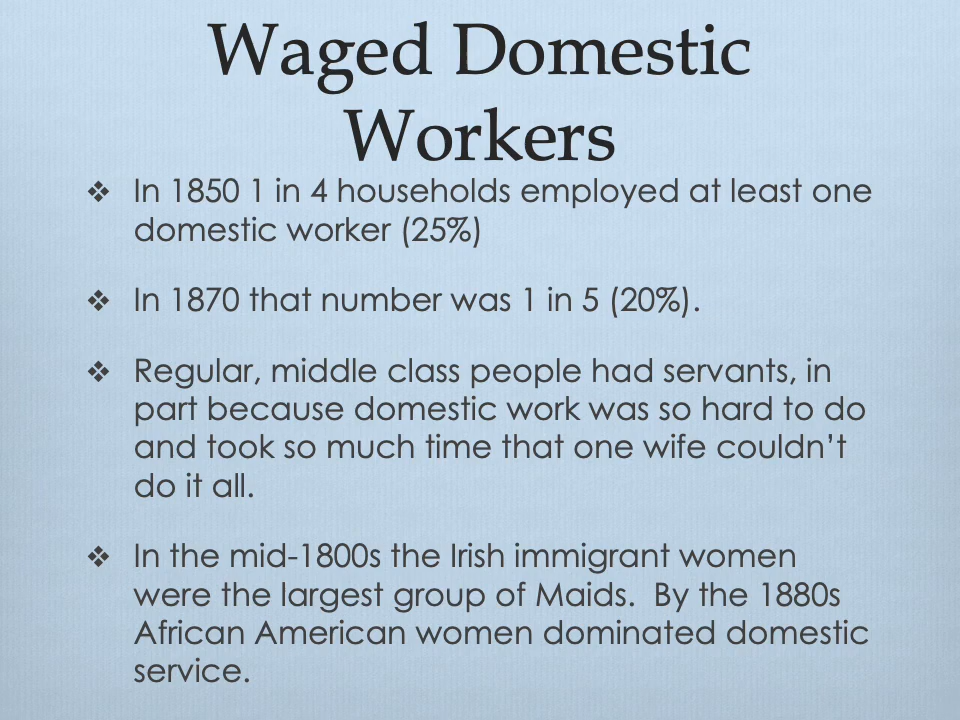 Waged Domestic
Workers
❖ In 1850 1 in 4 households employed at least one
domestic worker (25%)
❖ In 1870 that number was 1 in 5 (20%).
❖ Regular, middle class people had servants, in
part because domestic work was so hard to do
and took so much time that one wife couldn’t
do it all.
❖ In the mid-1800s the Irish immigrant women
were the largest group of Maids.  By the 1880s
African American women dominated domestic
service.